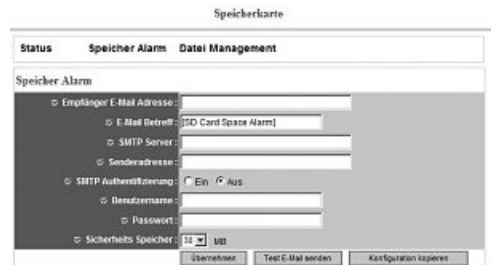 Speicherkarte
Status Speicher Alarm Datei Management
Speicher Alarm
Empfänger E-Mail Adresse:
E-Mail Betreff: [SD Card Space Alarm]
SMTP Server:
Senderadresse:
SMTP Authentifizierung: Ein Aus
Benutzername:
Passwort:
Sicherheits Speicher: 30 MB
Übernehmen Test E-Mail senden Konfiguration kopieren